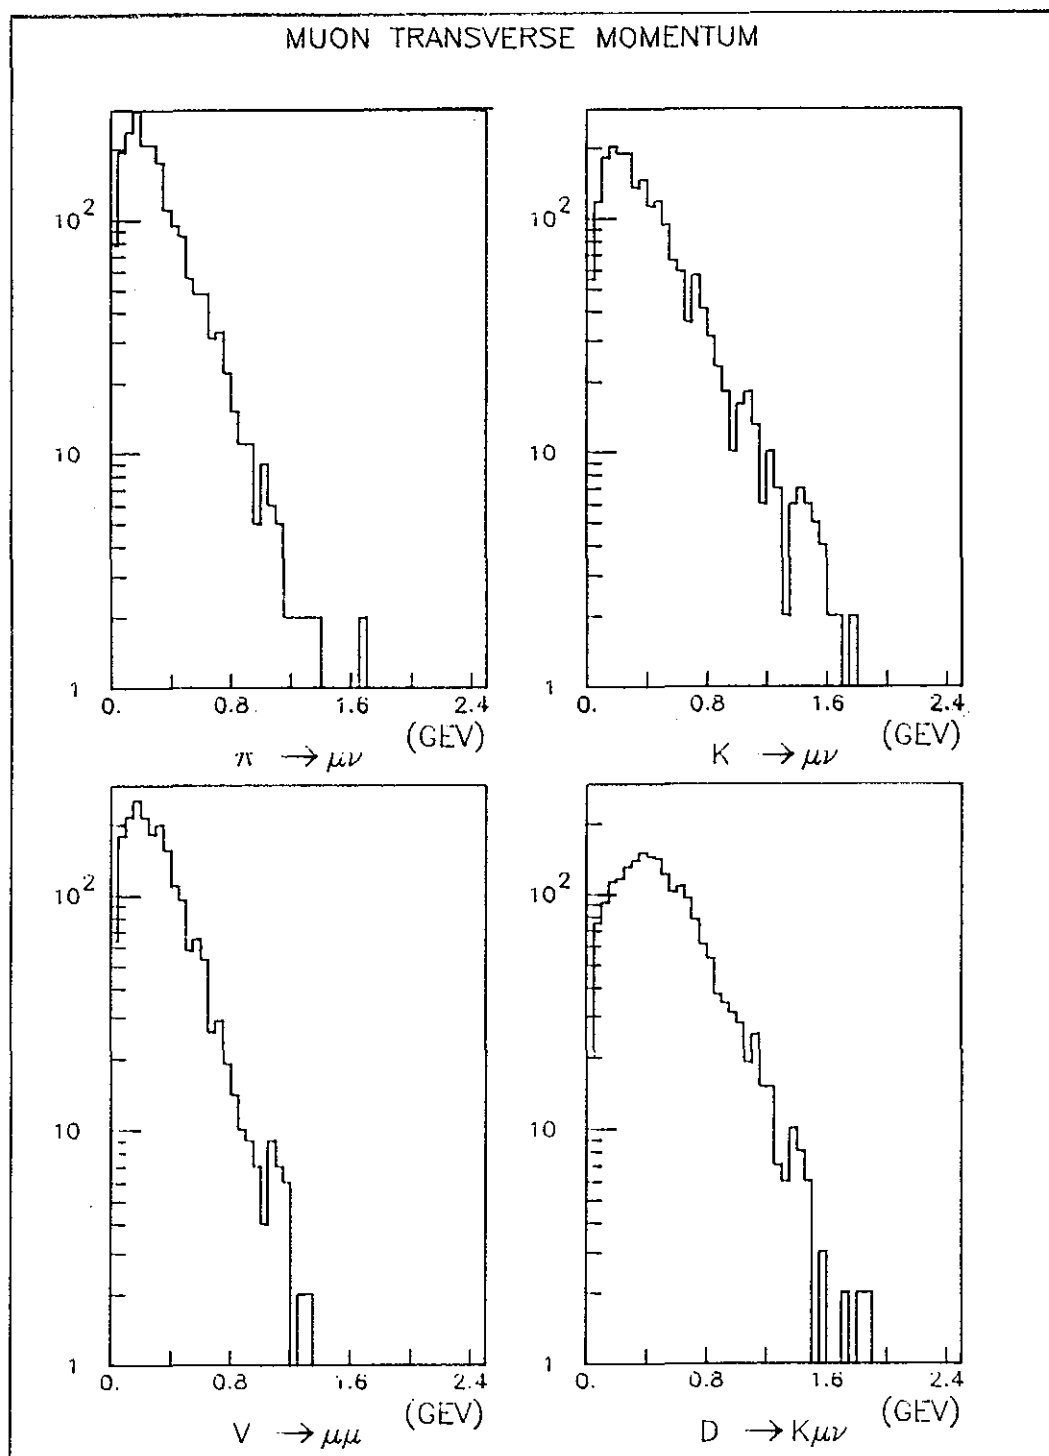 MUON TRANSVERSE MOMENTUM
10²
10
1
0. 0.8 1.6 2.4
(GEV)
π → μν
10²
10
1
0. 0.8 1.6 2.4
(GEV)
K → μν
10²
10
1
0. 0.8 1.6 2.4
(GEV)
V → μμ
10²
10
1
0. 0.8 1.6 2.4
(GEV)
D → Kμν